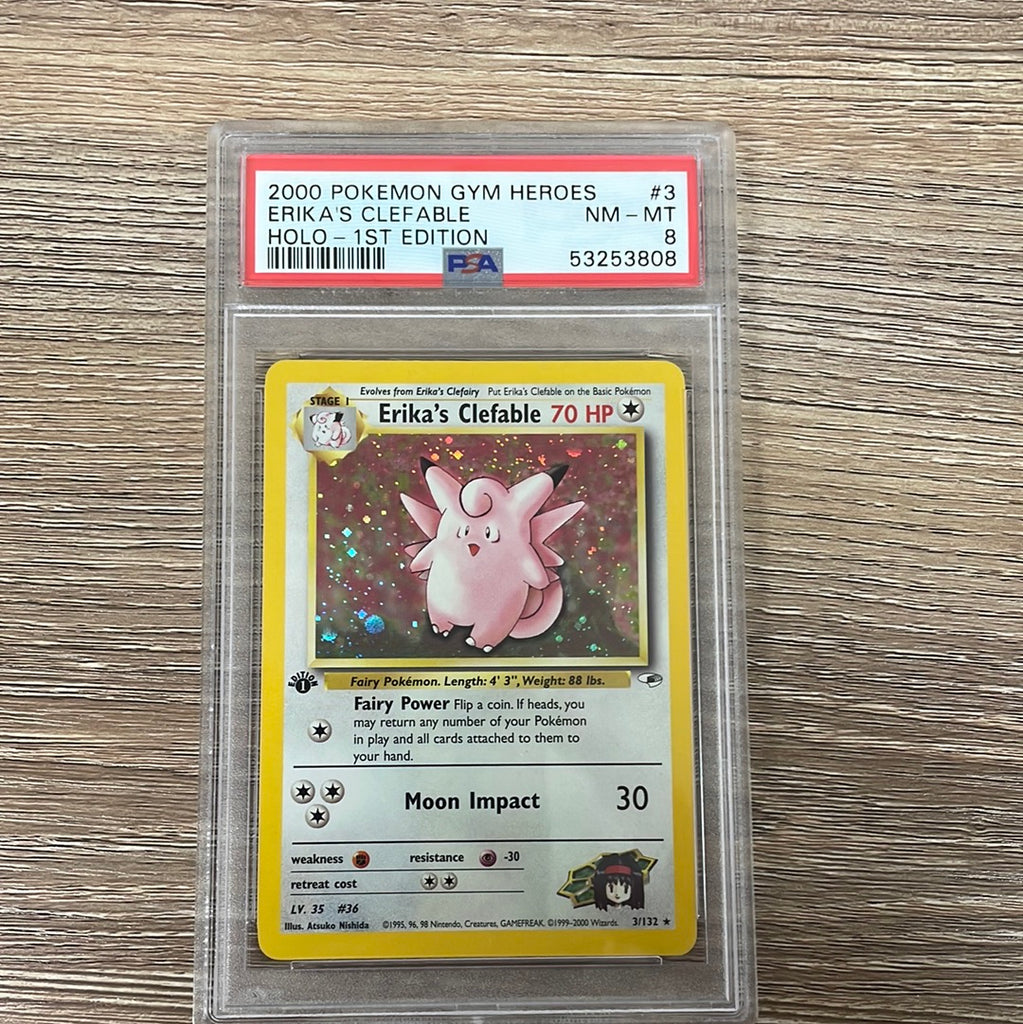 2000 POKEMON GYM HEROES #3
ERIKA'S CLEFABLE NM - MT
HOLO - 1ST EDITION 8
PSA 53253808
STAGE 1 Evolves from Erika's Clefairy Put Erika's Clefable on the Basic Pokémon
Erika's Clefable 70 HP
EDITION 1
Fairy Pokémon. Length: 4' 3", Weight: 88 lbs.
Fairy Power Flip a coin. If heads, you
may return any number of your Pokémon
in play and all cards attached to them to
your hand.
Moon Impact 30
weakness resistance -30
retreat cost
LV. 35 #36
Illus. Atsuko Nishida ©1995, 96, 98 Nintendo, Creatures, GAMEFREAK. ©1999-2000 Wizards. 3/132 ★